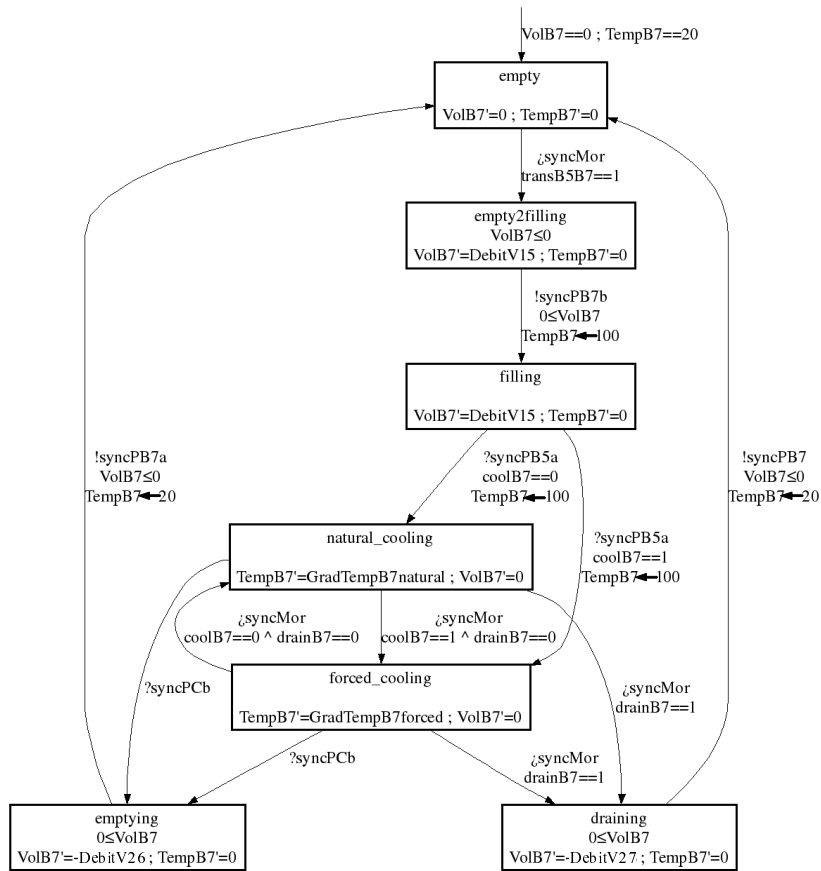 VolB7==0 ; TempB7==20
empty
VolB7'=0 ; TempB7'=0
¿syncMor
transB5B7==1
empty2filling
VolB7≤0
VolB7'=DebitV15 ; TempB7'=0
!syncPB7b
0≤VolB7
TempB7←100
filling
VolB7'=DebitV15 ; TempB7'=0
!syncPB7a
VolB7≤0
TempB7←20
?syncPB5a
coolB7==0
TempB7←100
!syncPB7
VolB7≤0
TempB7←20
?syncPB5a
coolB7==1
TempB7←100
natural_cooling
TempB7'=GradTempB7natural ; VolB7'=0
¿syncMor
coolB7==0 ^ drainB7==0
¿syncMor
coolB7==1 ^ drainB7==0
forced_cooling
TempB7'=GradTempB7forced ; VolB7'=0
?syncPCb
¿syncMor
drainB7==1
?syncPCb
¿syncMor
drainB7==1
emptying
0≤VolB7
VolB7'=-DebitV26 ; TempB7'=0
draining
0≤VolB7
VolB7'=-DebitV27 ; TempB7'=0